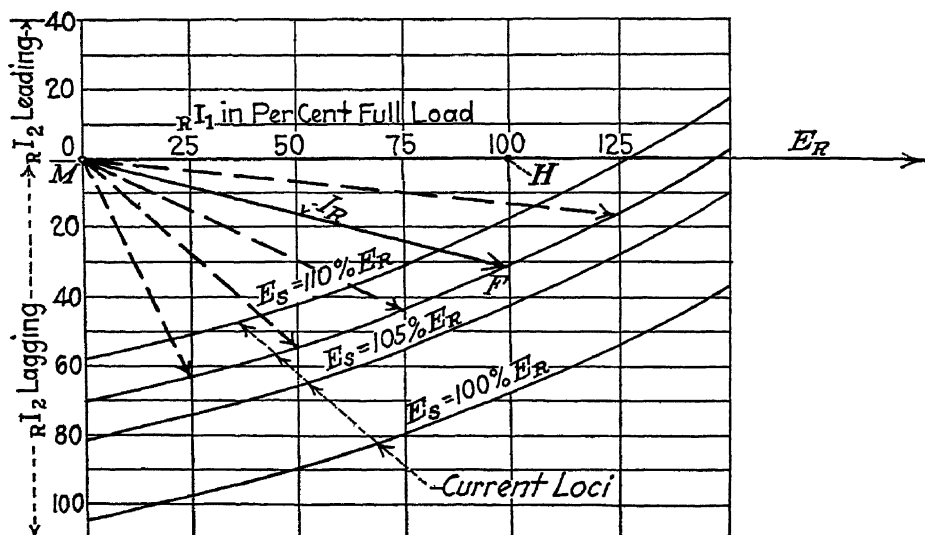 40
20
0
20
40
60
80
100
RI2 Leading
RI2 Lagging
RI1 in Per Cent Full Load
25 50 75 100 125
M
H
ER
IR
F
ES=110% ER
ES=105% ER
ES=100% ER
Current Loci